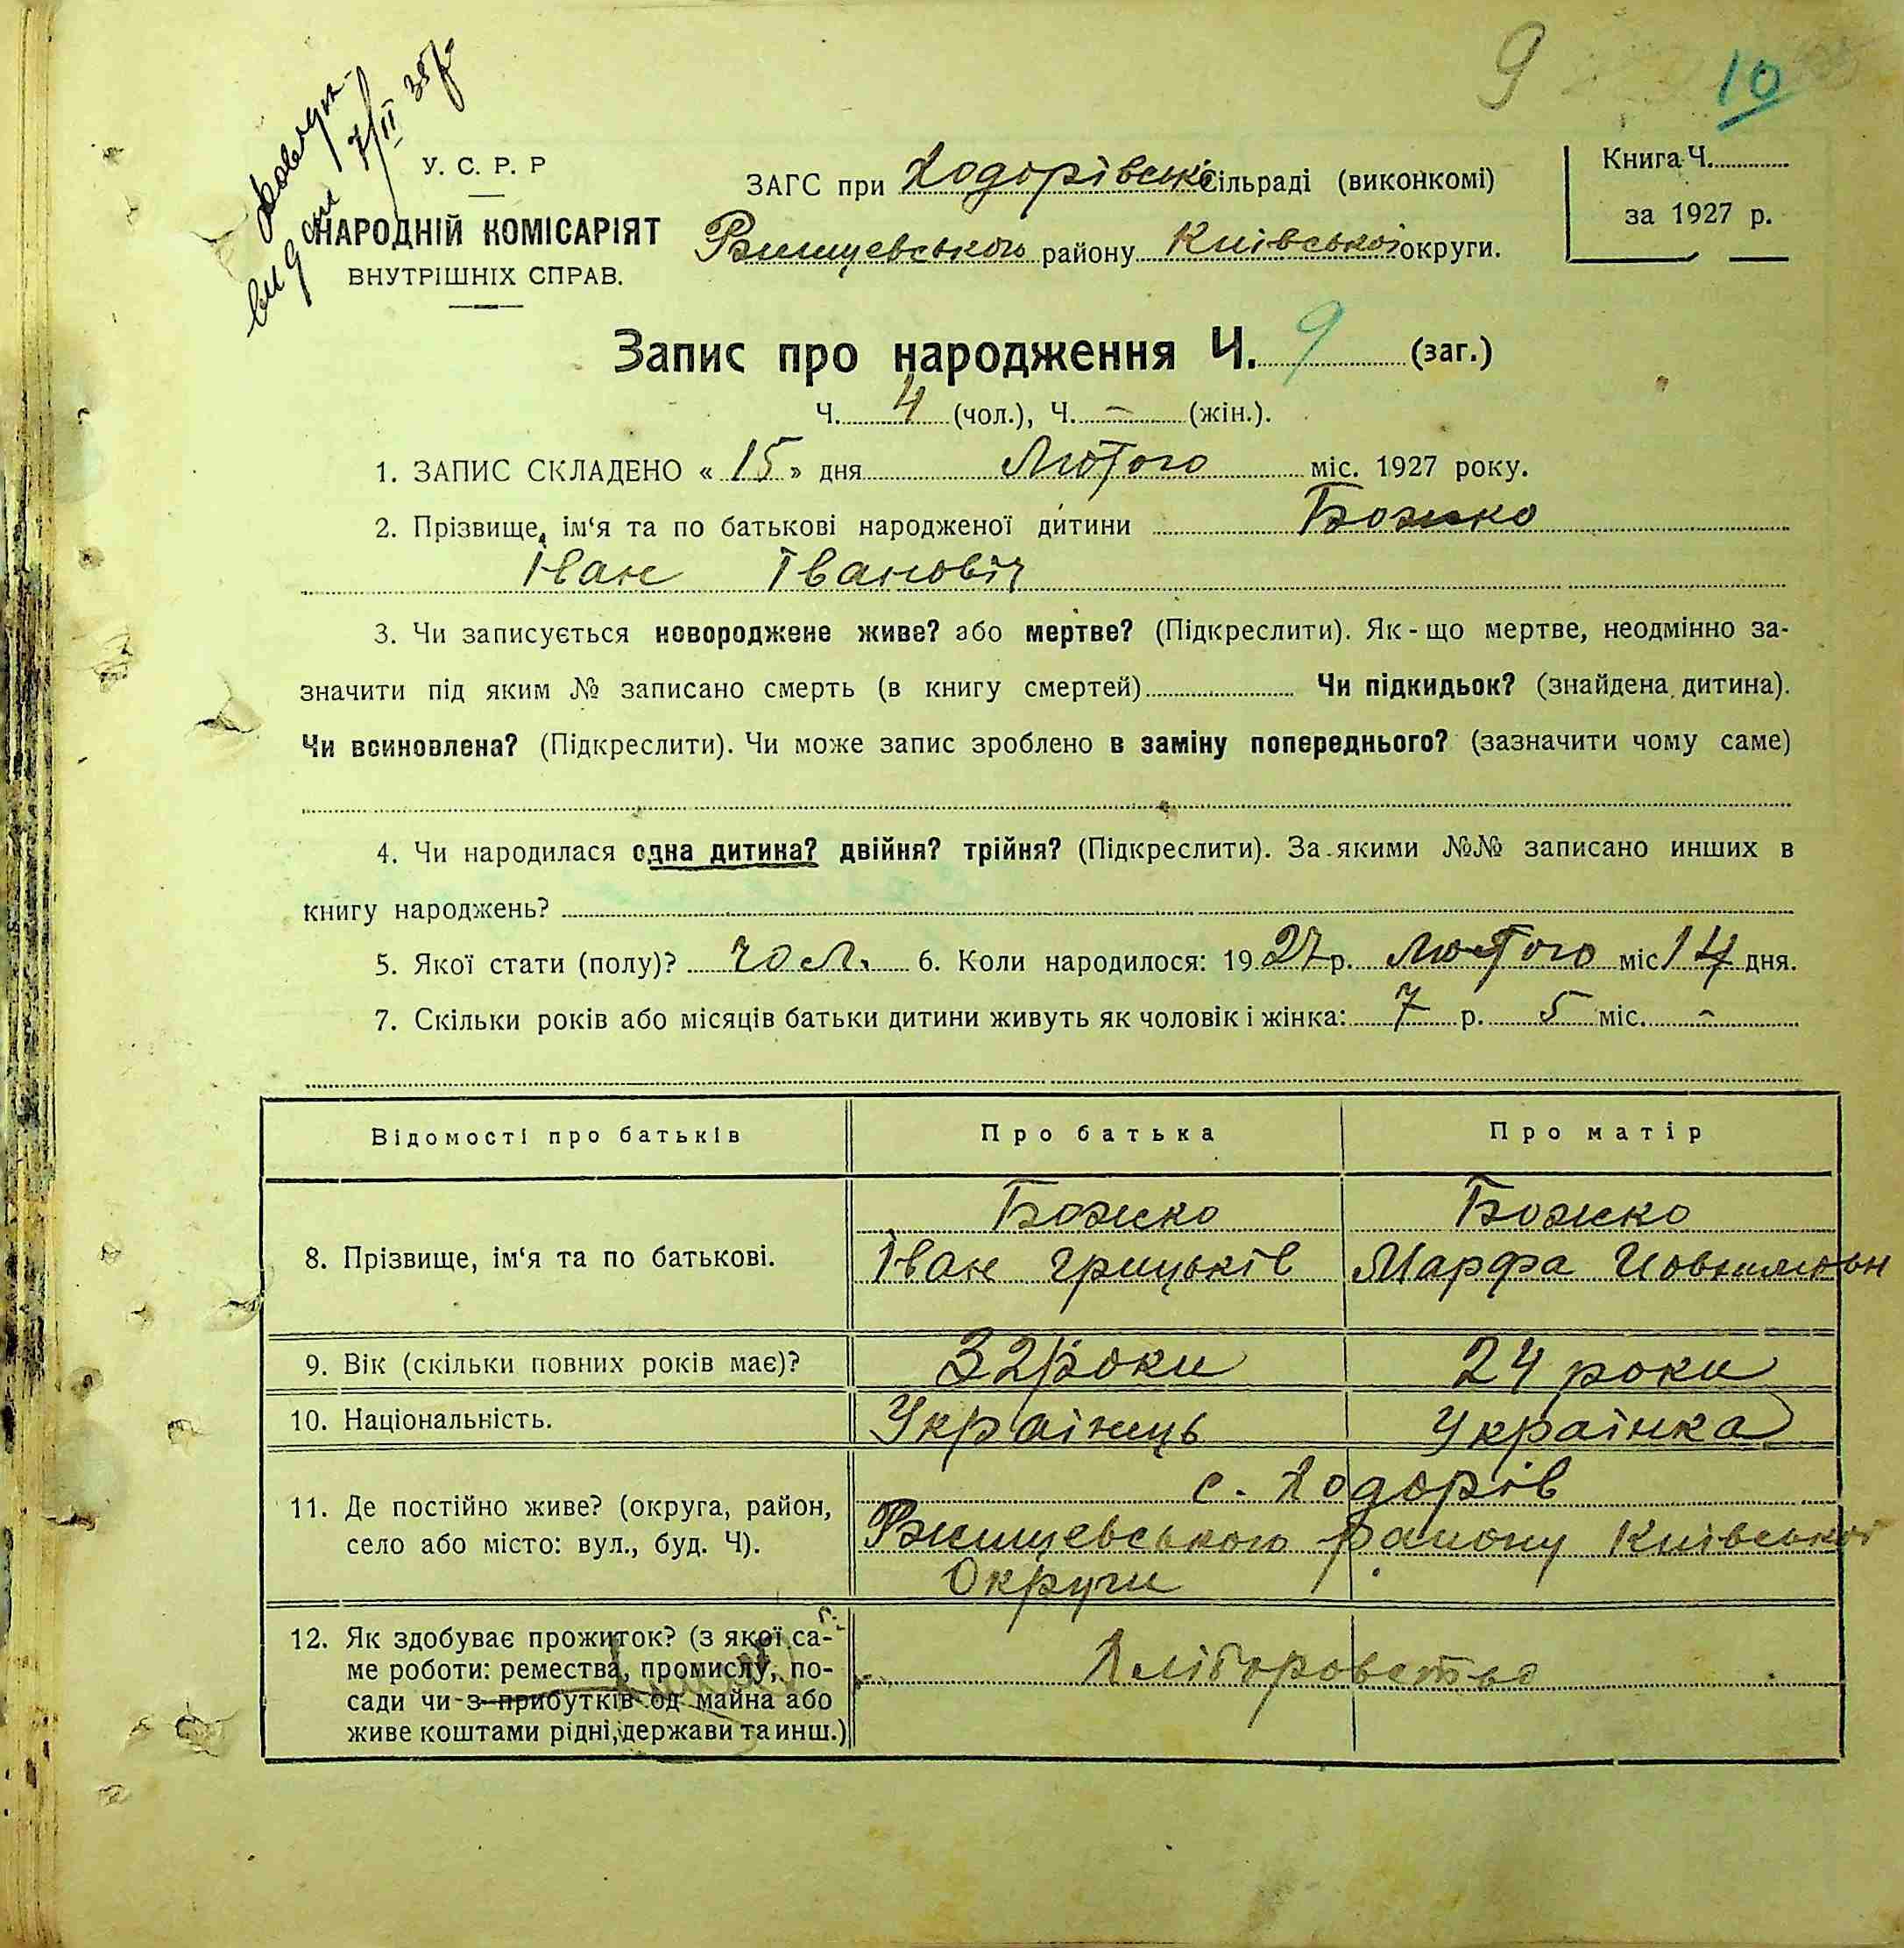 9
10
видане 7/II 38р
У. С. Р. Р
НАРОДНІЙ КОМІСАРІЯТ
ВНУТРІШНІХ СПРАВ.
ЗАГС при Ходорівські Сільраді (виконкомі)
Ржищевського району Київської округи.
Книга Ч.
за 1927 р.
Запис про народження Ч. 9 (заг.)
Ч. 4 (чол.), Ч. – (жін.).
1. ЗАПИС СКЛАДЕНО « 15 » дня Лютого міс. 1927 року.
2. Прізвище, ім‘я та по батькові народженої дитини Божко
Іван Іванович
3. Чи записується новороджене живе? або мертве? (Підкреслити). Як-що мертве, неодмінно за-
значити під яким № записано смерть (в книгу смертей) Чи підкидьок? (знайдена дитина).
Чи всиновлена? (Підкреслити). Чи може запис зроблено в заміну попереднього? (зазначити чому саме)
4. Чи народилася одна дитина? двійня? трійня? (Підкреслити). За якими №№ записано инших в
книгу народжень?
5. Якої стати (полу)? чол. 6. Коли народилося: 1927 р. Лютого міс 14 дня.
7. Скільки років або місяців батьки дитини живуть як чоловік і жінка: 7 р. 5 міс. –
Відомості про батьків Про батька Про матір
8. Прізвище, ім‘я та по батькові.
Божко
Іван Грицьків
Божко
Марфа
9. Вік (скільки повних років має)? 32 роки 24 роки
10. Національність. Українець Українка
11. Де постійно живе? (округа, район,
село або місто: вул., буд. Ч).
с. Ходорів
Ржищевського району Київської
Округи
12. Як здобуває прожиток? (з якої са-
ме роботи: ремества, промислу, по-
сади чи з прибутків од майна або
живе коштами рідні, держави та инш.)
Хліборобство